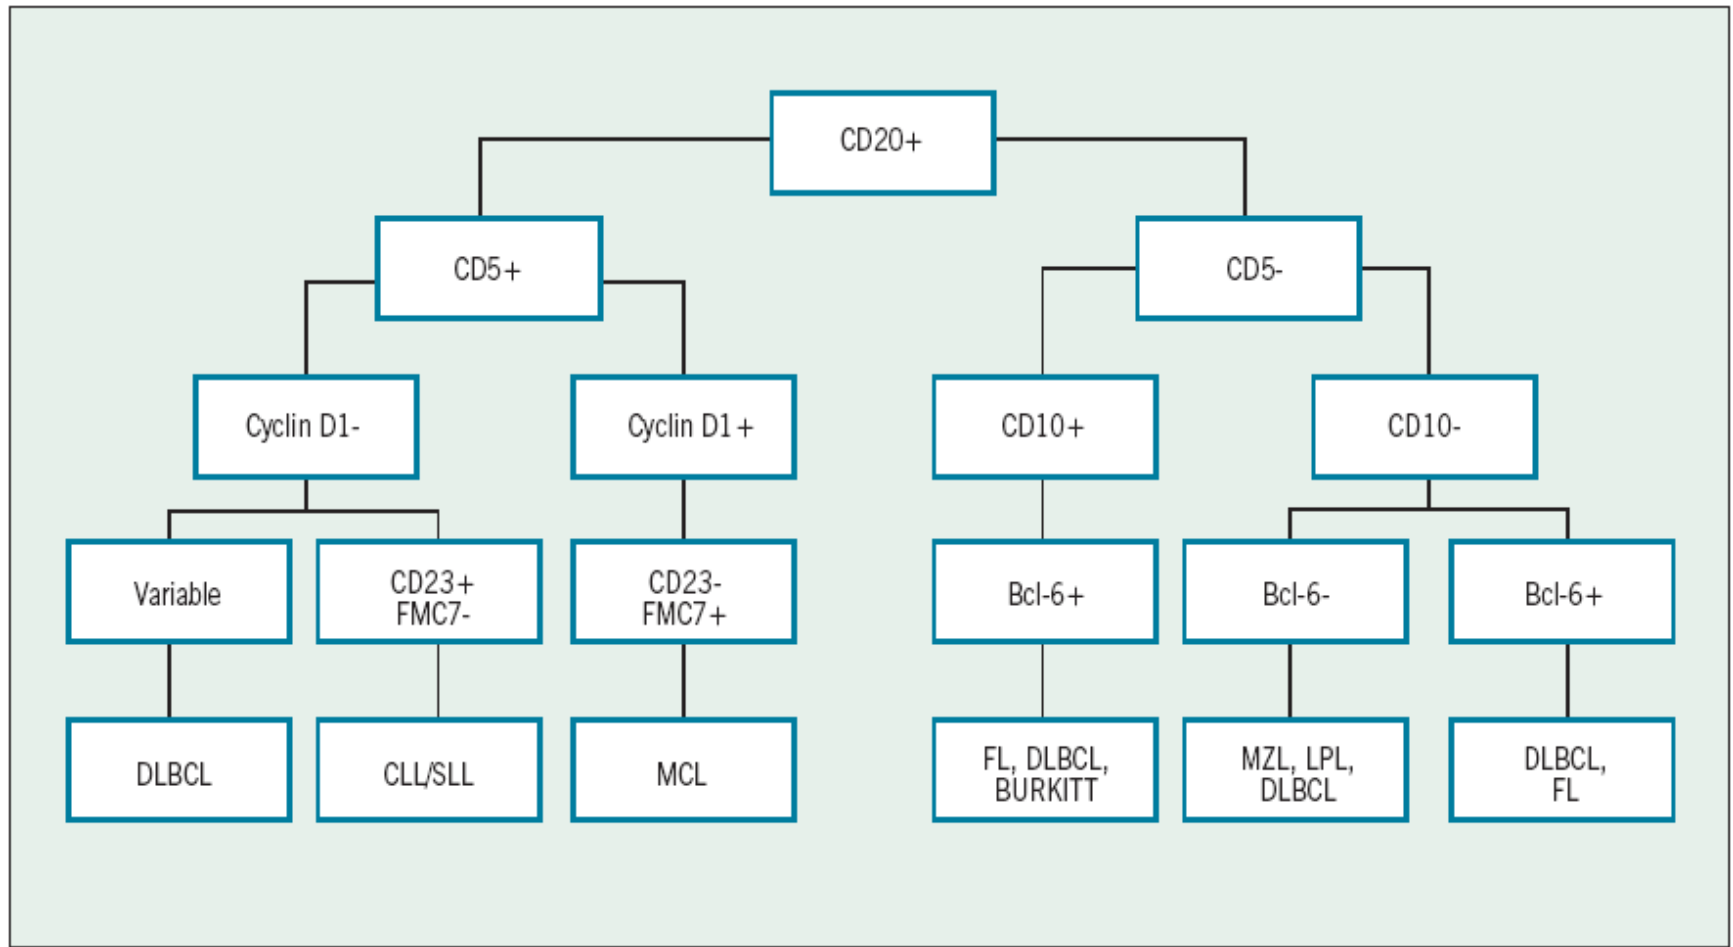 CD20+
CD5+
CD5-
Cyclin D1-
Cyclin D1+
CD10+
CD10-
Variable
CD23+
FMC7-
CD23-
FMC7+
Bcl-6+
Bcl-6-
Bcl-6+
DLBCL
CLL/SLL
MCL
FL, DLBCL,
BURKITT
MZL, LPL,
DLBCL
DLBCL,
FL